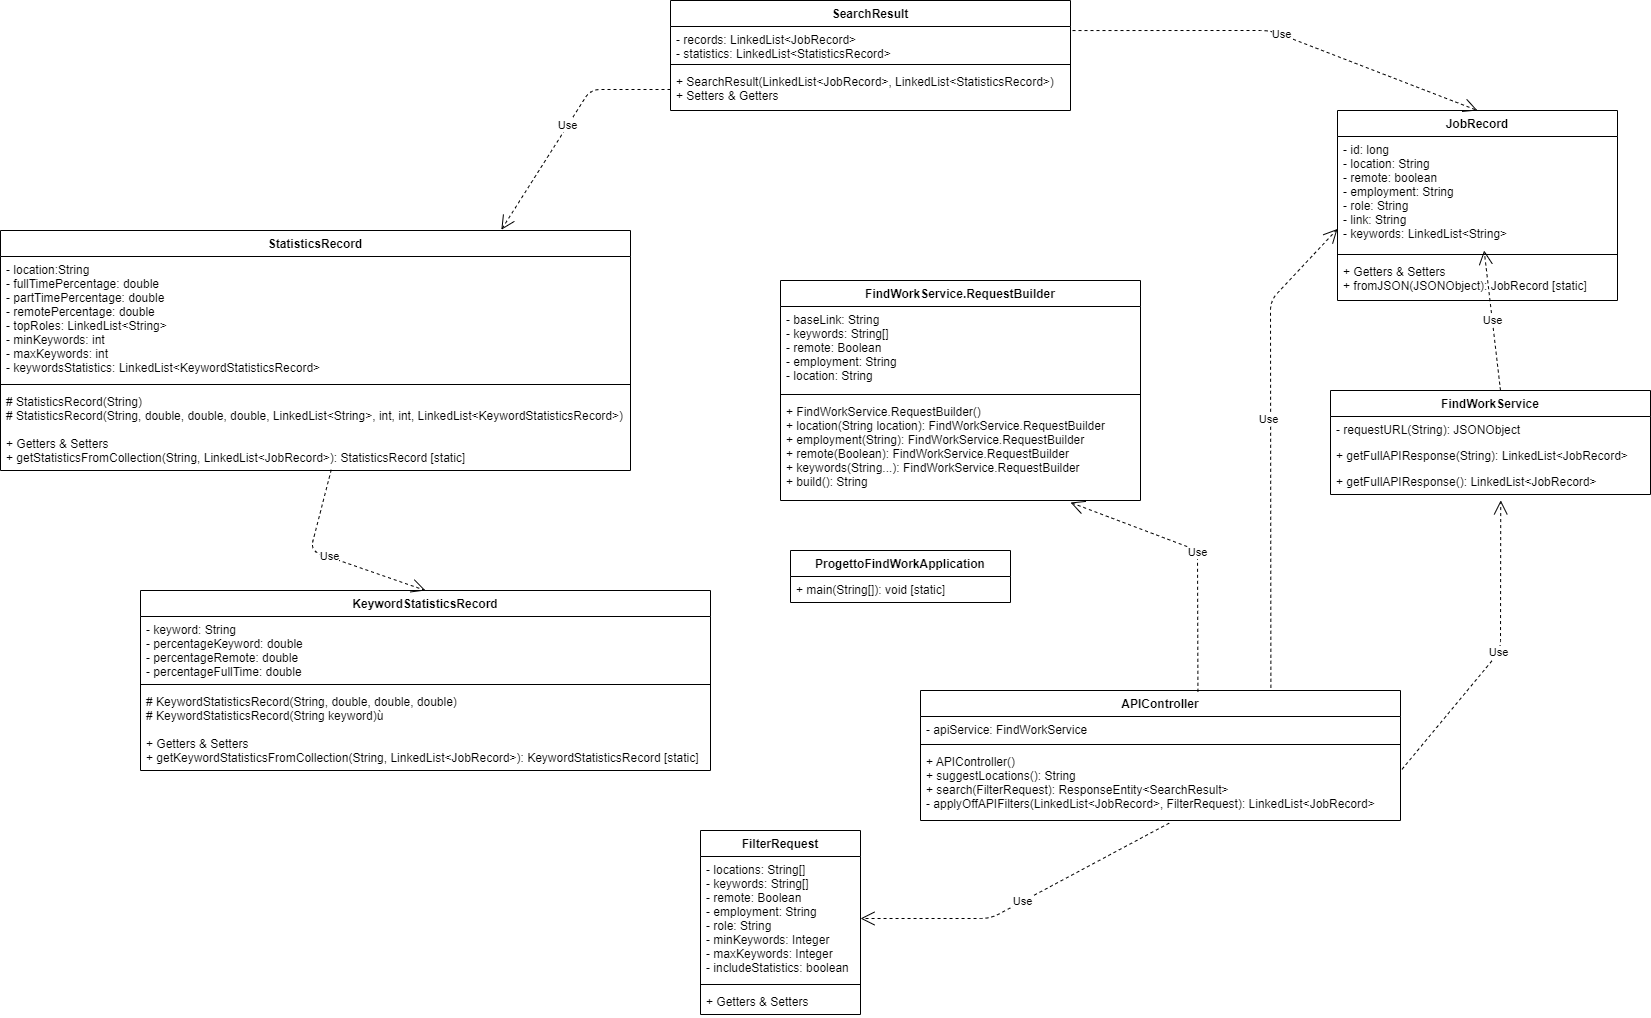 SearchResult
- records: LinkedList<JobRecord>
- statistics: LinkedList<StatisticsRecord>
+ SearchResult(LinkedList<JobRecord>, LinkedList<StatisticsRecord>)
+ Setters & Getters
Use
Use
JobRecord
- id: long
- location: String
- remote: boolean
- employment: String
- role: String
- link: String
- keywords: LinkedList<String>
+ Getters & Setters
+ fromJSON(JSONObject): JobRecord [static]
StatisticsRecord
- location:String
- fullTimePercentage: double
- partTimePercentage: double
- remotePercentage: double
- topRoles: LinkedList<String>
- minKeywords: int
- maxKeywords: int
- keywordsStatistics: LinkedList<KeywordStatisticsRecord>
# StatisticsRecord(String)
# StatisticsRecord(String, double, double, double, LinkedList<String>, int, int, LinkedList<KeywordStatisticsRecord>)
+ Getters & Setters
+ getStatisticsFromCollection(String, LinkedList<JobRecord>): StatisticsRecord [static]
FindWorkService.RequestBuilder
- baseLink: String
- keywords: String[]
- remote: Boolean
- employment: String
- location: String
+ FindWorkService.RequestBuilder()
+ location(String location): FindWorkService.RequestBuilder
+ employment(String): FindWorkService.RequestBuilder
+ remote(Boolean): FindWorkService.RequestBuilder
+ keywords(String...): FindWorkService.RequestBuilder
+ build(): String
Use
Use
FindWorkService
- requestURL(String): JSONObject
+ getFullAPIResponse(String): LinkedList<JobRecord>
+ getFullAPIResponse(): LinkedList<JobRecord>
Use
Use
ProgettoFindWorkApplication
+ main(String[]): void [static]
KeywordStatisticsRecord
- keyword: String
- percentageKeyword: double
- percentageRemote: double
- percentageFullTime: double
# KeywordStatisticsRecord(String, double, double, double)
# KeywordStatisticsRecord(String keyword)ù
+ Getters & Setters
+ getKeywordStatisticsFromCollection(String, LinkedList<JobRecord>): KeywordStatisticsRecord [static]
Use
APIController
- apiService: FindWorkService
+ APIController()
+ suggestLocations(): String
+ search(FilterRequest): ResponseEntity<SearchResult>
- applyOffAPIFilters(LinkedList<JobRecord>, FilterRequest): LinkedList<JobRecord>
FilterRequest
- locations: String[]
- keywords: String[]
- remote: Boolean
- employment: String
- role: String
- minKeywords: Integer
- maxKeywords: Integer
- includeStatistics: boolean
+ Getters & Setters
Use